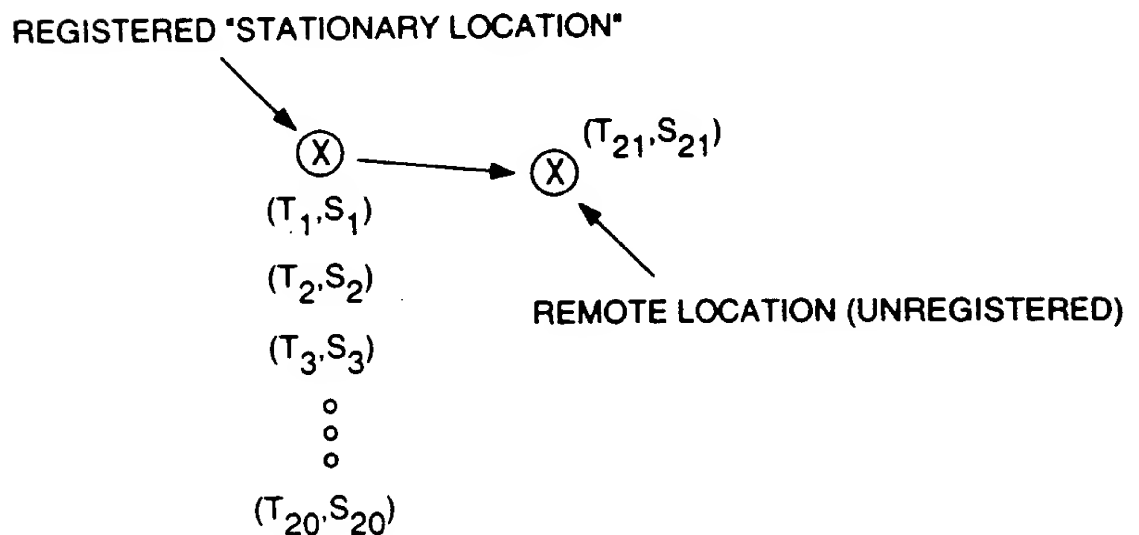 REGISTERED "STATIONARY LOCATION"
X
X
(T21,S21)
(T1,S1)
(T2,S2)
REMOTE LOCATION (UNREGISTERED)
(T3,S3)
(T20,S20)